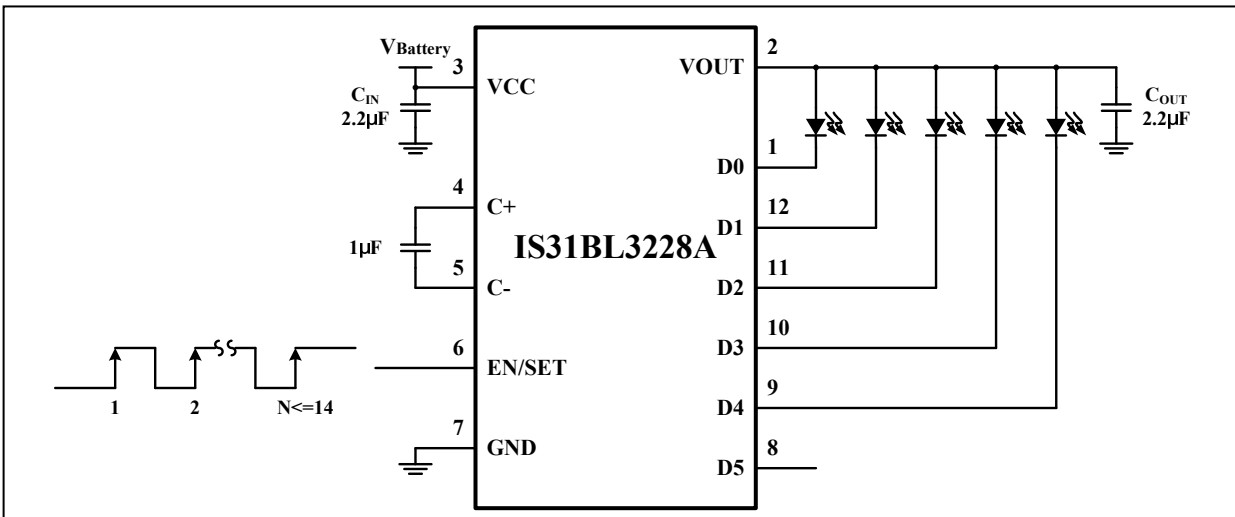 VBattery
3
VCC
CIN
2.2µF
4
C+
1µF
5
C-
6
EN/SET
1
2
N<=14
7
GND
IS31BL3228A
2
VOUT
COUT
2.2µF
1
D0
12
D1
11
D2
10
D3
9
D4
8
D5